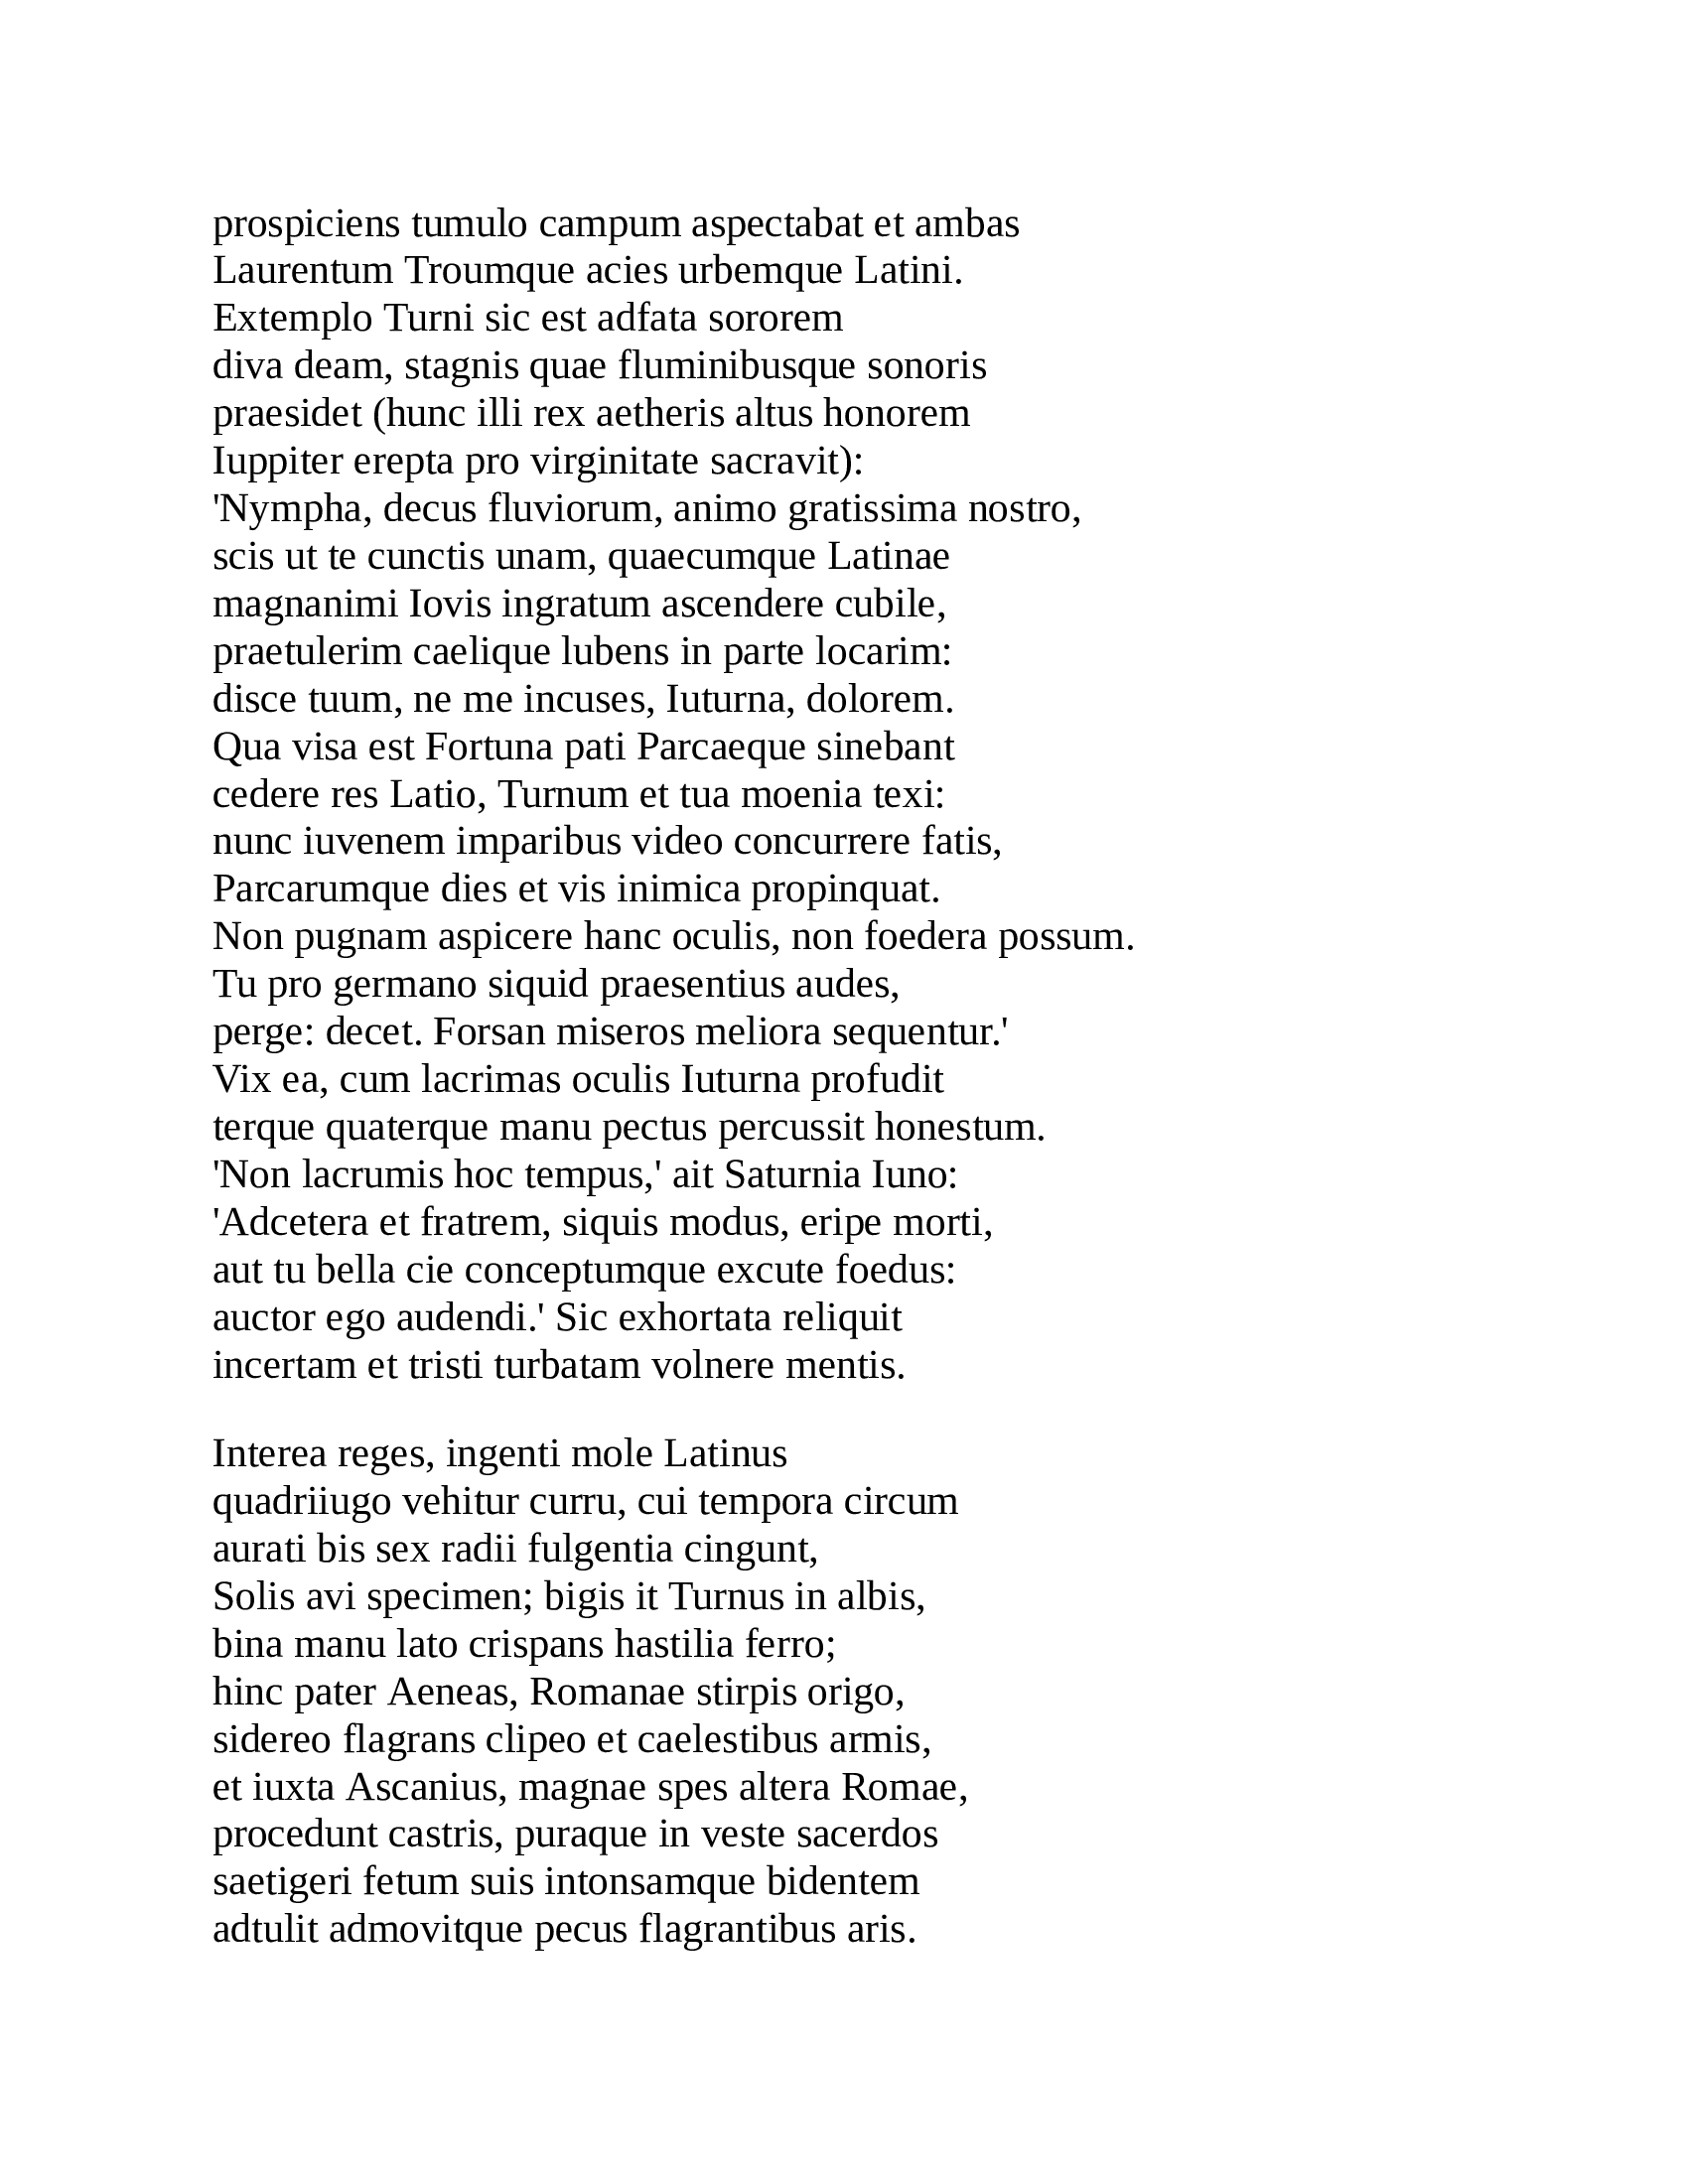 prospiciens tumulo campum aspectabat et ambas
Laurentum Troumque acies urbemque Latini.
Extemplo Turni sic est adfata sororem
diva deam, stagnis quae fluminibusque sonoris
praesidet (hunc illi rex aetheris altus honorem
Iuppiter erepta pro virginitate sacravit):
'Nympha, decus fluviorum, animo gratissima nostro,
scis ut te cunctis unam, quaecumque Latinae
magnanimi Iovis ingratum ascendere cubile,
praetulerim caelique lubens in parte locarim:
disce tuum, ne me incuses, Iuturna, dolorem.
Qua visa est Fortuna pati Parcaeque sinebant
cedere res Latio, Turnum et tua moenia texi:
nunc iuvenem imparibus video concurrere fatis,
Parcarumque dies et vis inimica propinquat.
Non pugnam aspicere hanc oculis, non foedera possum.
Tu pro germano siquid praesentius audes,
perge: decet. Forsan miseros meliora sequentur.'
Vix ea, cum lacrimas oculis Iuturna profudit
terque quaterque manu pectus percussit honestum.
'Non lacrumis hoc tempus,' ait Saturnia Iuno:
'Adcetera et fratrem, siquis modus, eripe morti,
aut tu bella cie conceptumque excute foedus:
auctor ego audendi.' Sic exhortata reliquit
incertam et tristi turbatam volnere mentis.

Interea reges, ingenti mole Latinus
quadriiugo vehitur curru, cui tempora circum
aurati bis sex radii fulgentia cingunt,
Solis avi specimen; bigis it Turnus in albis,
bina manu lato crispans hastilia ferro;
hinc pater Aeneas, Romanae stirpis origo,
sidereo flagrans clipeo et caelestibus armis,
et iuxta Ascanius, magnae spes altera Romae,
procedunt castris, puraque in veste sacerdos
saetigeri fetum suis intonsamque bidentem
adtulit admovitque pecus flagrantibus aris.